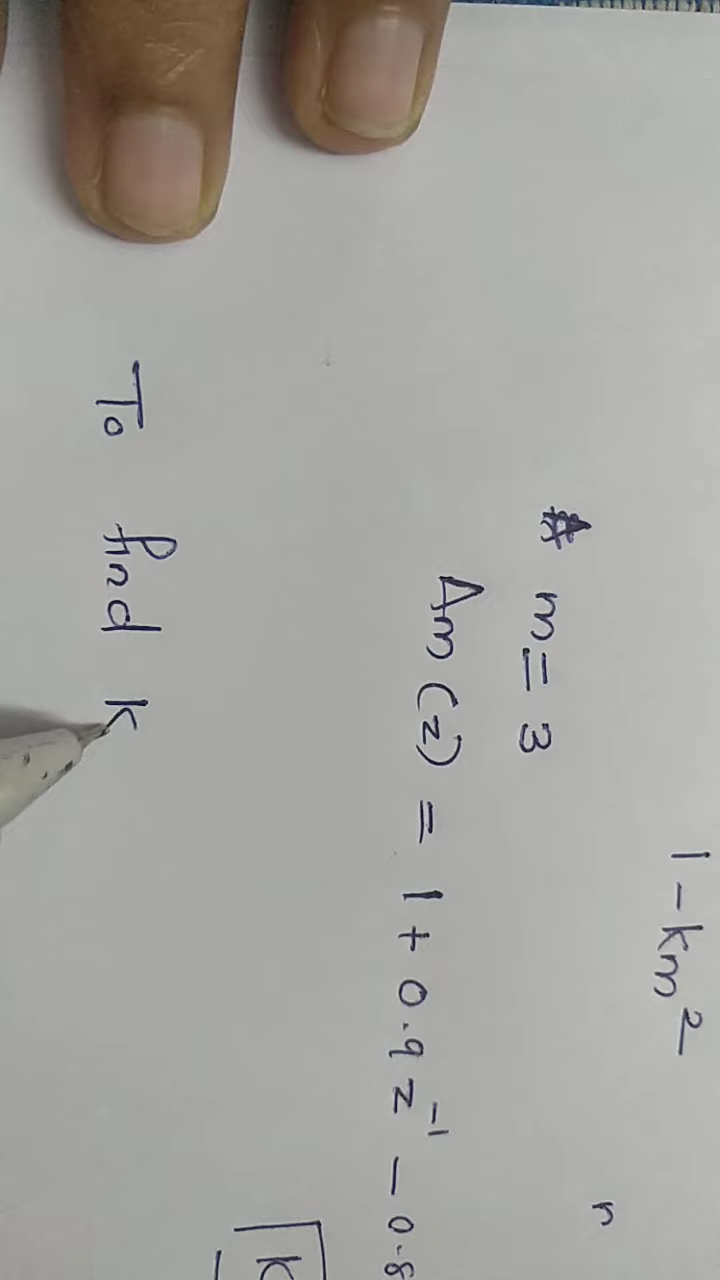 1 - km²
n
m = 3
Am (z) = 1 + 0.9 z⁻¹ - 0.8
k
To find k